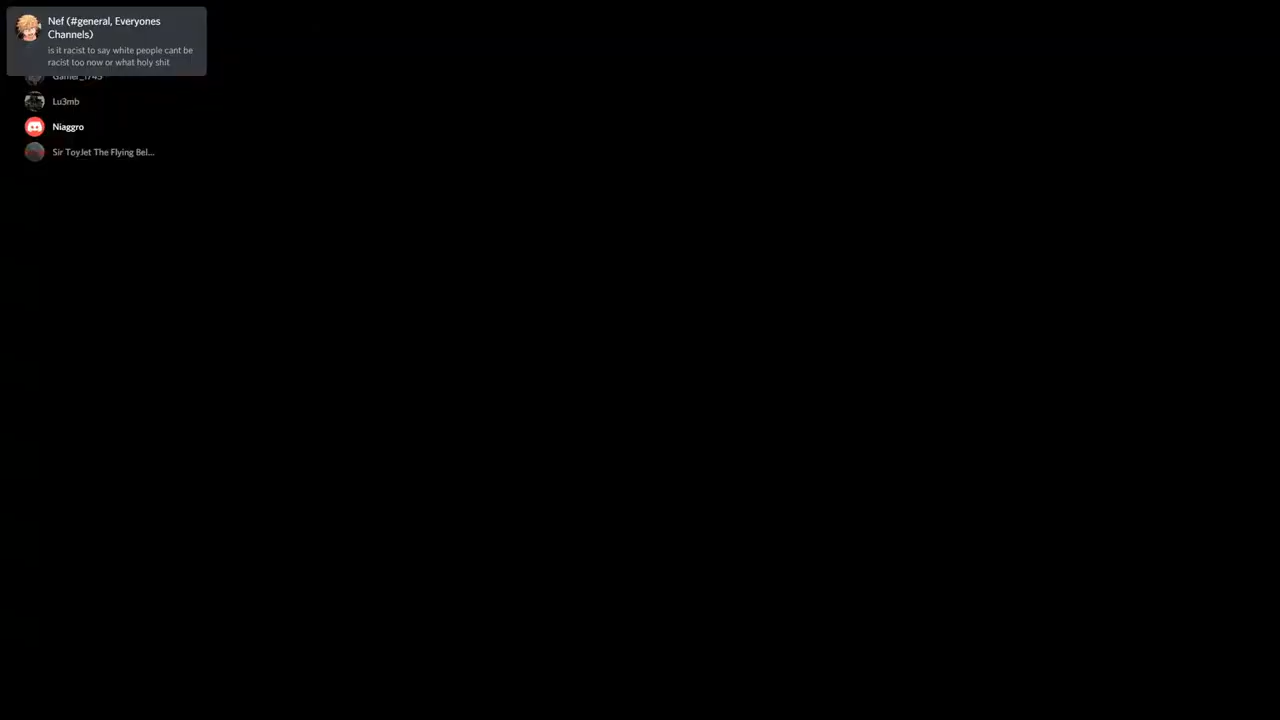 Nef (#general, Everyones
Channels)
is it racist to say white people cant be
racist too now or what holy shit
Gamer_1745
Lu3mb
Niaggro
Sir ToyJet The Flying Bel...